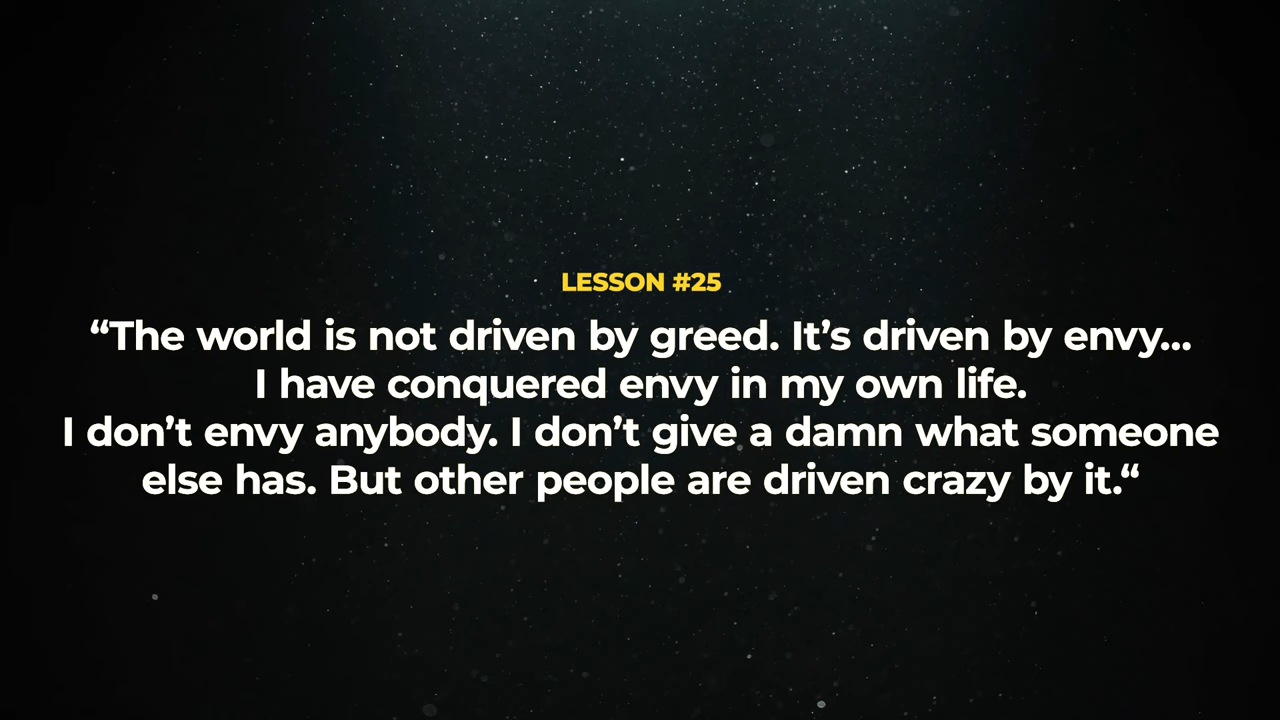 LESSON #25
“The world is not driven by greed. It’s driven by envy...
I have conquered envy in my own life.
I don’t envy anybody. I don’t give a damn what someone
else has. But other people are driven crazy by it.“